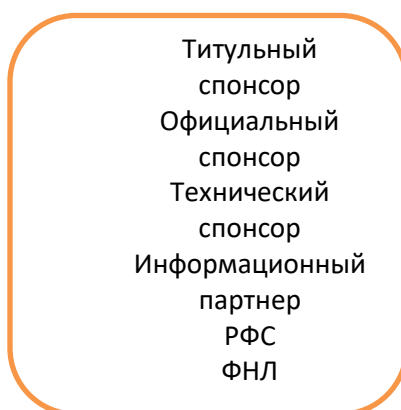 Титульный
спонсор
Официальный
спонсор
Технический
спонсор
Информационный
партнер
РФС
ФНЛ